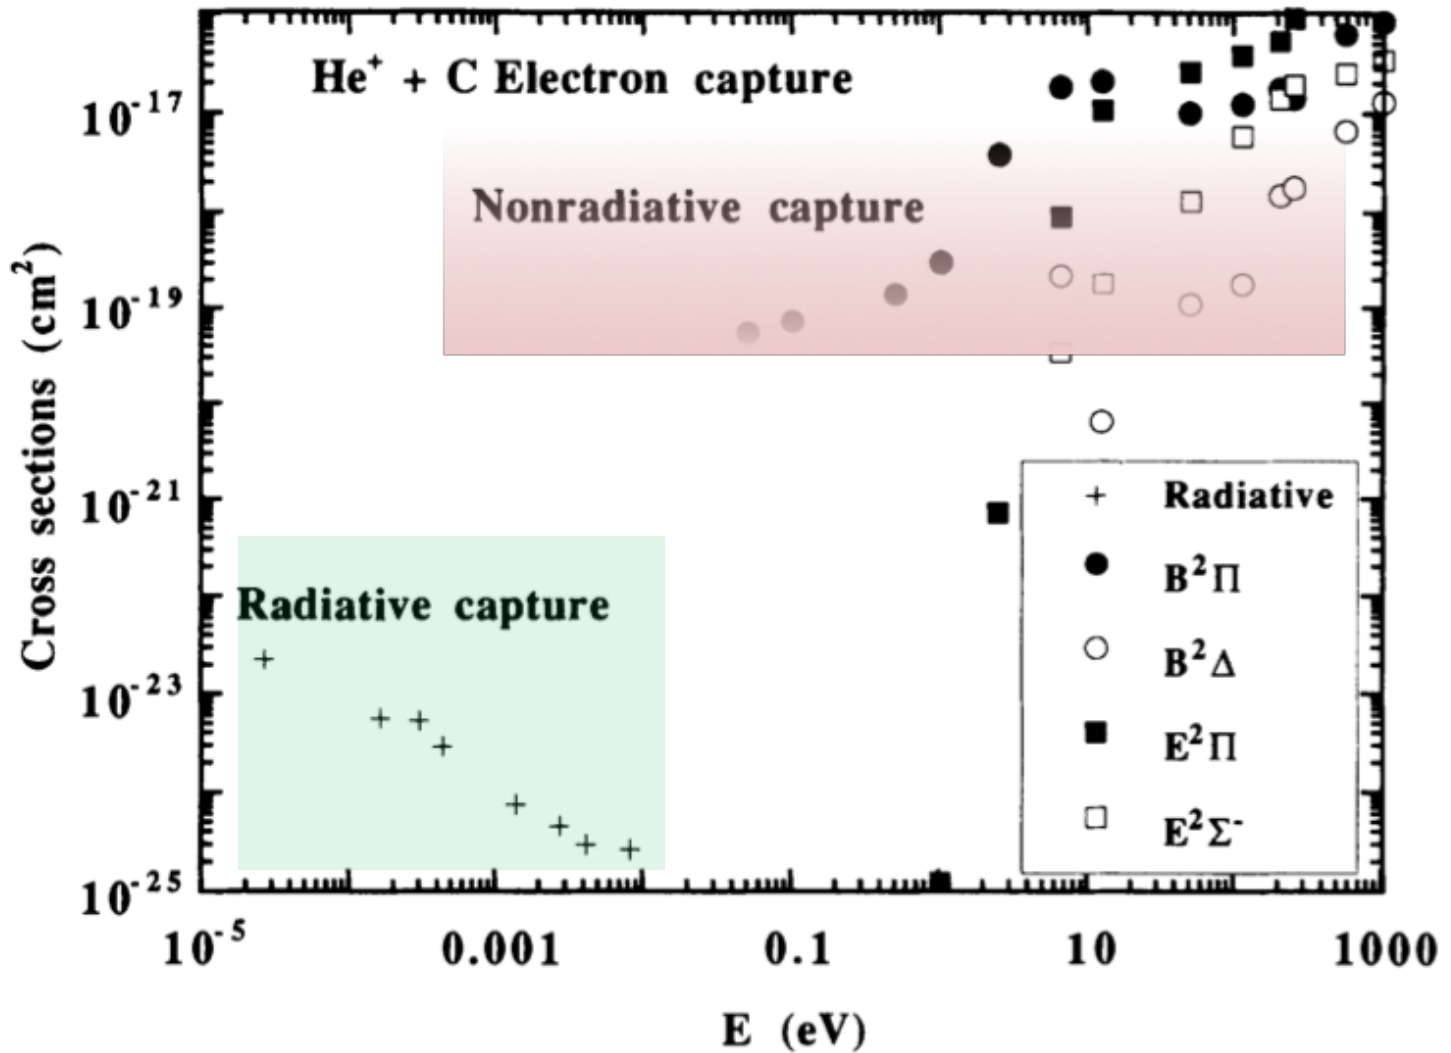 He⁺ + C Electron capture
10⁻¹⁷
Nonradiative capture
10⁻¹⁹
10⁻²¹
Radiative
B²Π
B²Δ
E²Π
E²Σ⁻
Radiative capture
10⁻²³
10⁻²⁵
Cross sections (cm²)
10⁻⁵ 0.001 0.1 10 1000
E (eV)